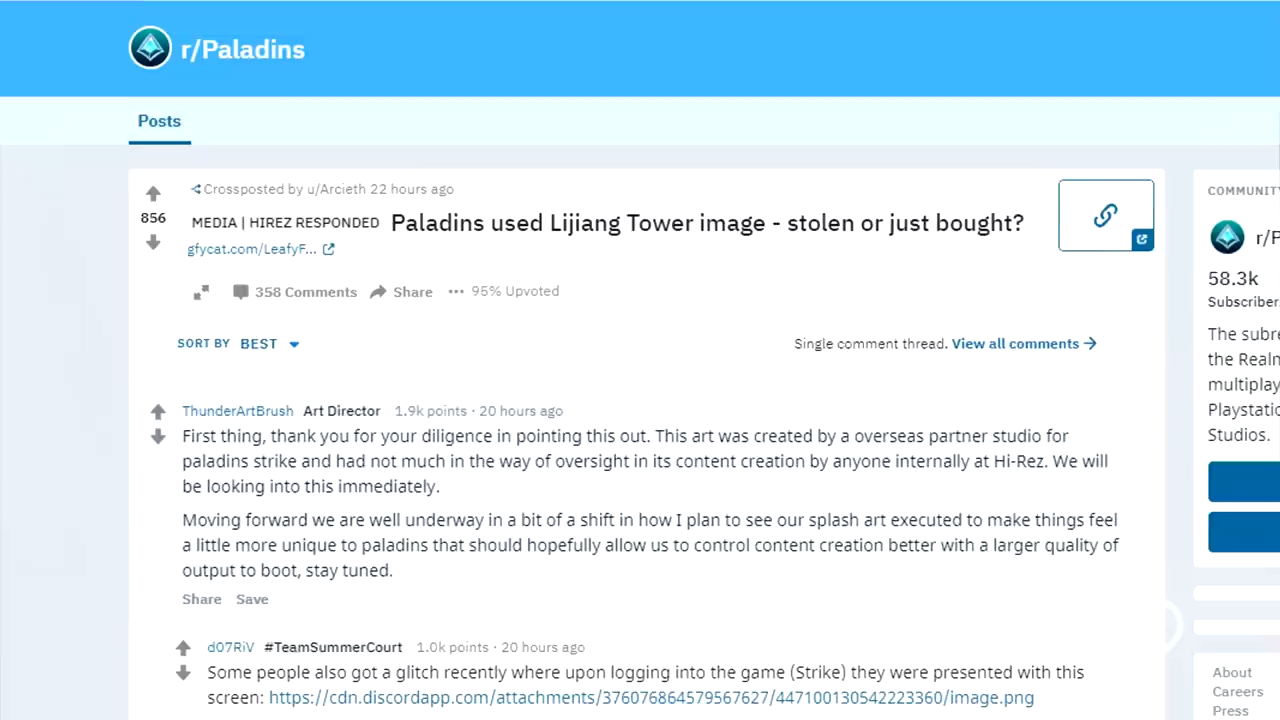 r/Paladins
Posts
Crossposted by u/Arcieth 22 hours ago
856
MEDIA | HIREZ RESPONDED Paladins used Lijiang Tower image - stolen or just bought?
gfycat.com/LeafyF...
358 Comments Share ··· 95% Upvoted
SORT BY BEST
Single comment thread. View all comments →
ThunderArtBrush Art Director 1.9k points · 20 hours ago
First thing, thank you for your diligence in pointing this out. This art was created by a overseas partner studio for
paladins strike and had not much in the way of oversight in its content creation by anyone internally at Hi-Rez. We will
be looking into this immediately.
Moving forward we are well underway in a bit of a shift in how I plan to see our splash art executed to make things feel
a little more unique to paladins that should hopefully allow us to control content creation better with a larger quality of
output to boot, stay tuned.
Share Save
d07RiV #TeamSummerCourt 1.0k points · 20 hours ago
Some people also got a glitch recently where upon logging into the game (Strike) they were presented with this
screen: https://cdn.discordapp.com/attachments/376076864579567627/447100130542223360/image.png
COMMUNITY
r/P
58.3k
Subscriber
The subre
the Realm
multiplay
Playstatio
Studios.
About
Careers
Press